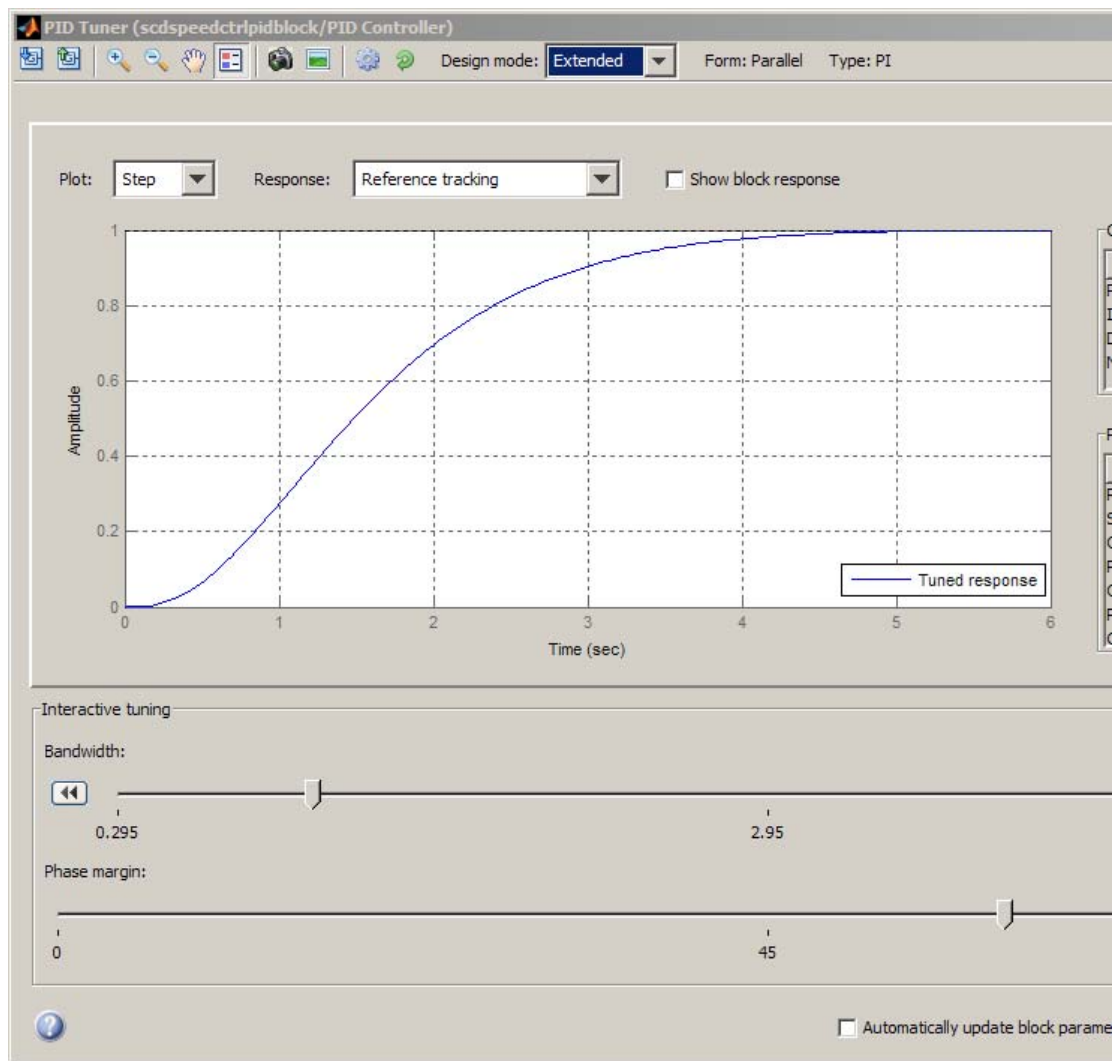 PID Tuner (scdspeedctrlpidblock/PID Controller)
Design mode: Extended Form: Parallel Type: PI
Plot: Step Response: Reference tracking Show block response
1
0.8
0.6
0.4
0.2
0
Amplitude
Tuned response
0 1 2 3 4 5 6
Time (sec)
C
P
I
D
N
P
P
S
C
P
C
P
C
Interactive tuning
Bandwidth:
0.295 2.95
Phase margin:
0 45
Automatically update block parame